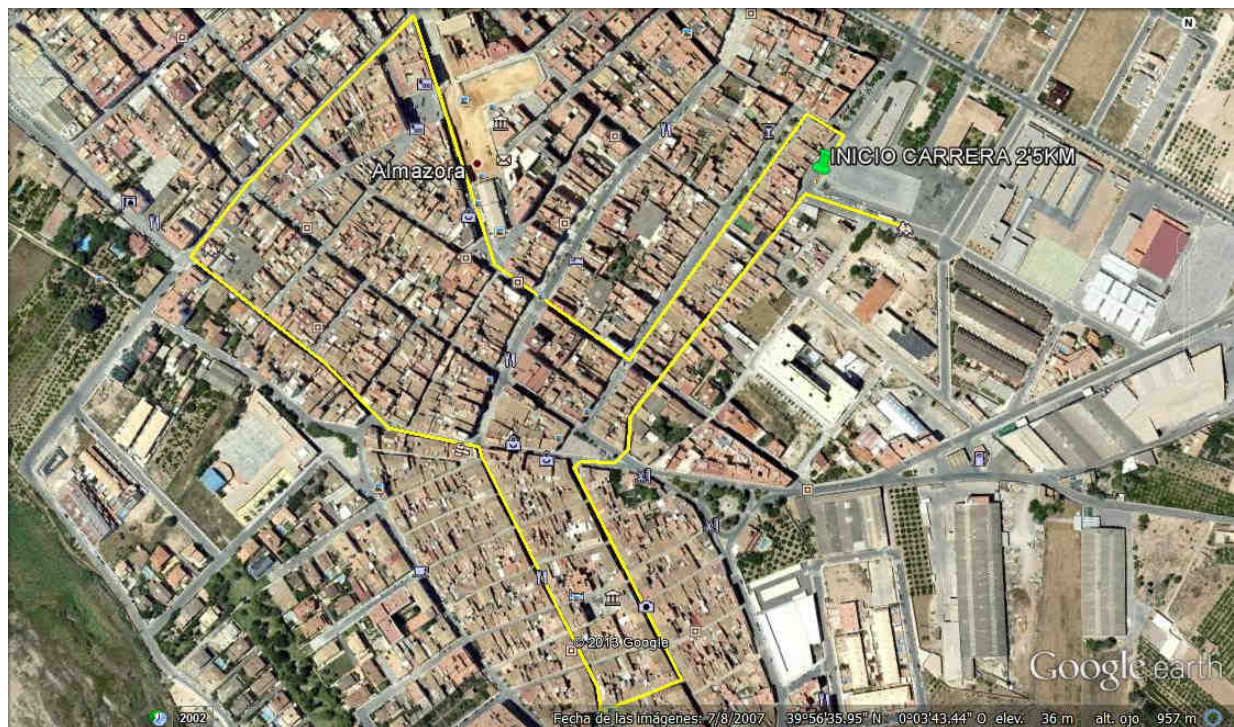 N
INICIO CARRERA 2'5KM
Almazora
© 2013 Google
Google earth
2002
Fecha de las imágenes: 7/8/2007 39°56'35.95" N 0°03'43.44" O elev. 36 m alt. ojo 957 m